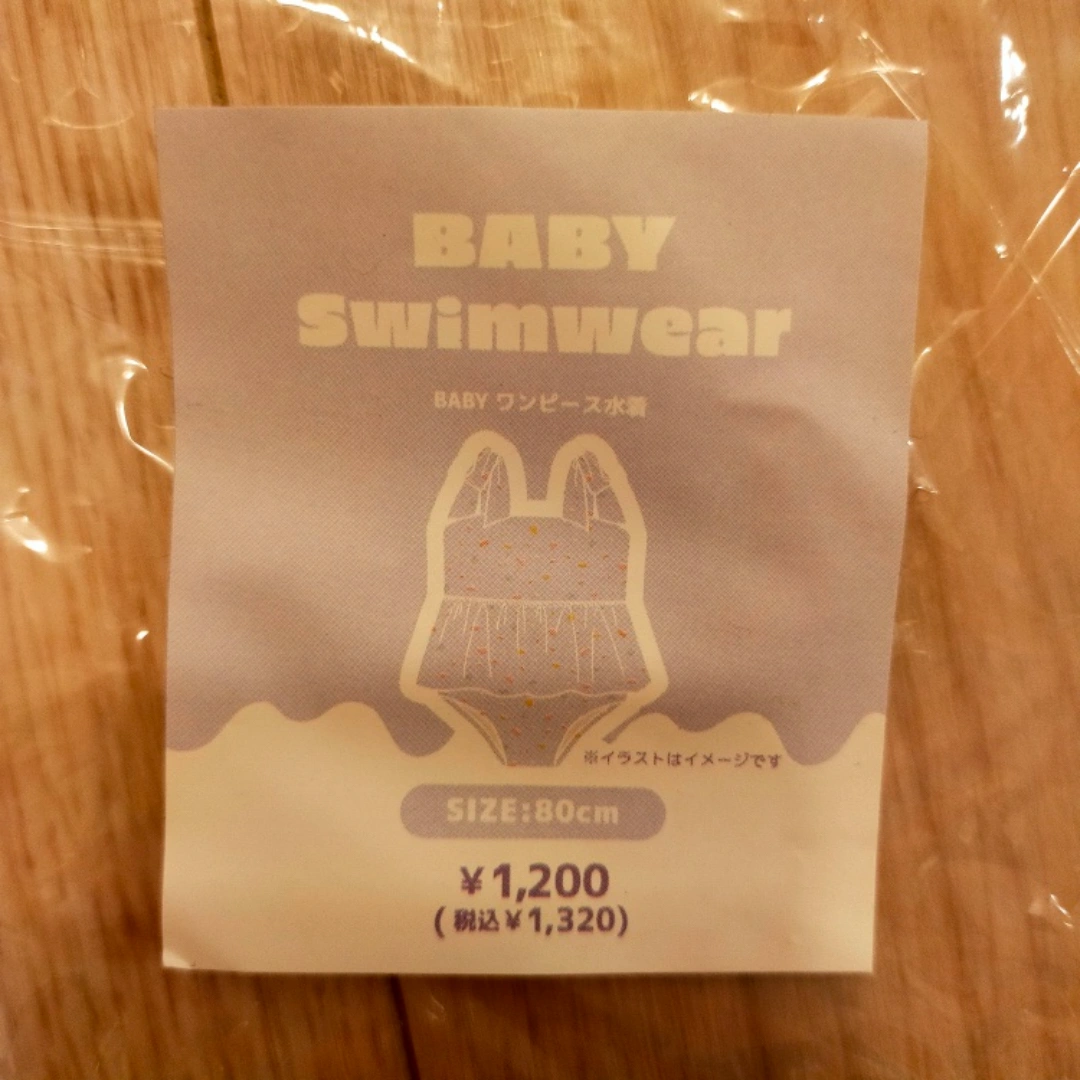 BABY
Swimwear
BABY ワンピース水着
※イラストはイメージです
SIZE:80cm
¥1,200
(税込¥1,320)